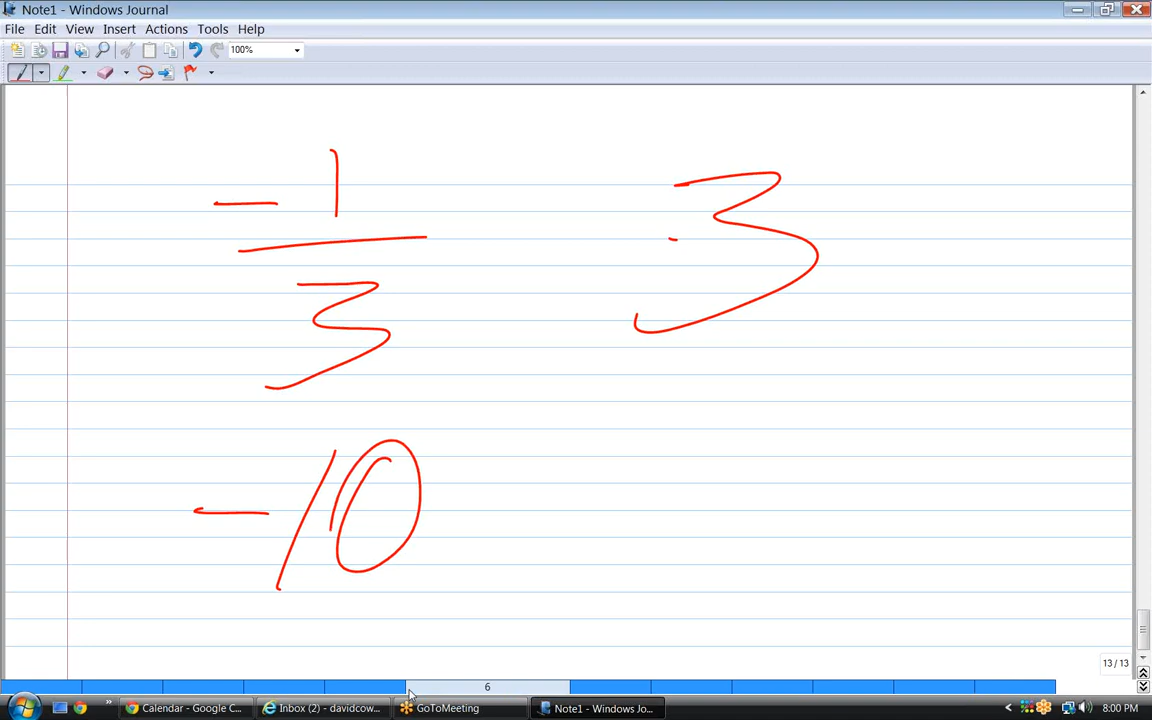 Note1 - Windows Journal
File Edit View Insert Actions Tools Help
100%
- 1 3
3
-10
13 / 13
6
Calendar - Google C... Inbox (2) - davidcow... GoToMeeting Note1 - Windows Jo... 8:00 PM